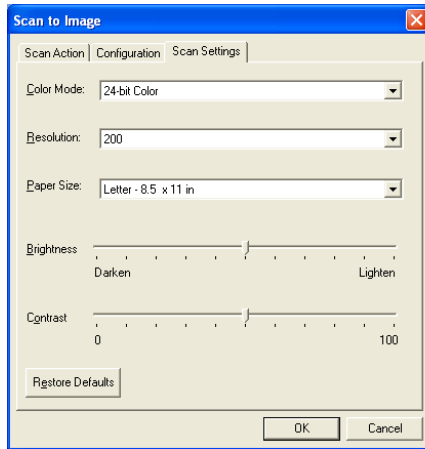 Scan to Image
Scan Action Configuration Scan Settings
Color Mode: 24-bit Color
Resolution: 200
Paper Size: Letter - 8.5 x 11 in
Brightness
Darken Lighten
Contrast
0 100
Restore Defaults
OK Cancel